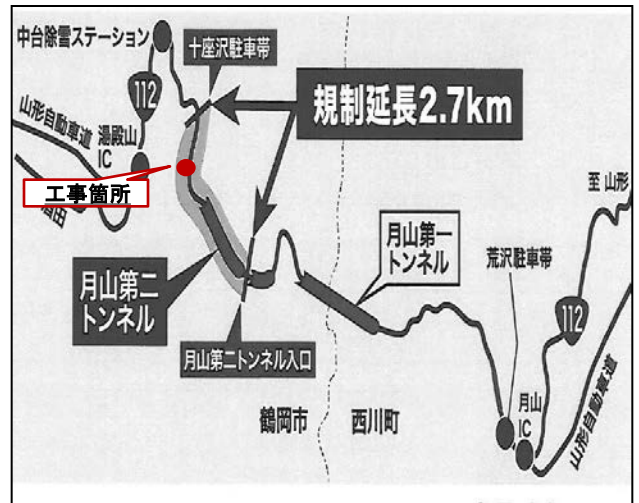 中台除雪ステーション
十座沢駐車帯
112
規制延長2.7km
山形自動車道
湯殿山
IC
工事箇所
至 山形
月山第一
トンネル
荒沢駐車帯
月山第二
トンネル
112
月山第二トンネル入口
月山
IC
山形自動車道
鶴岡市
西川町